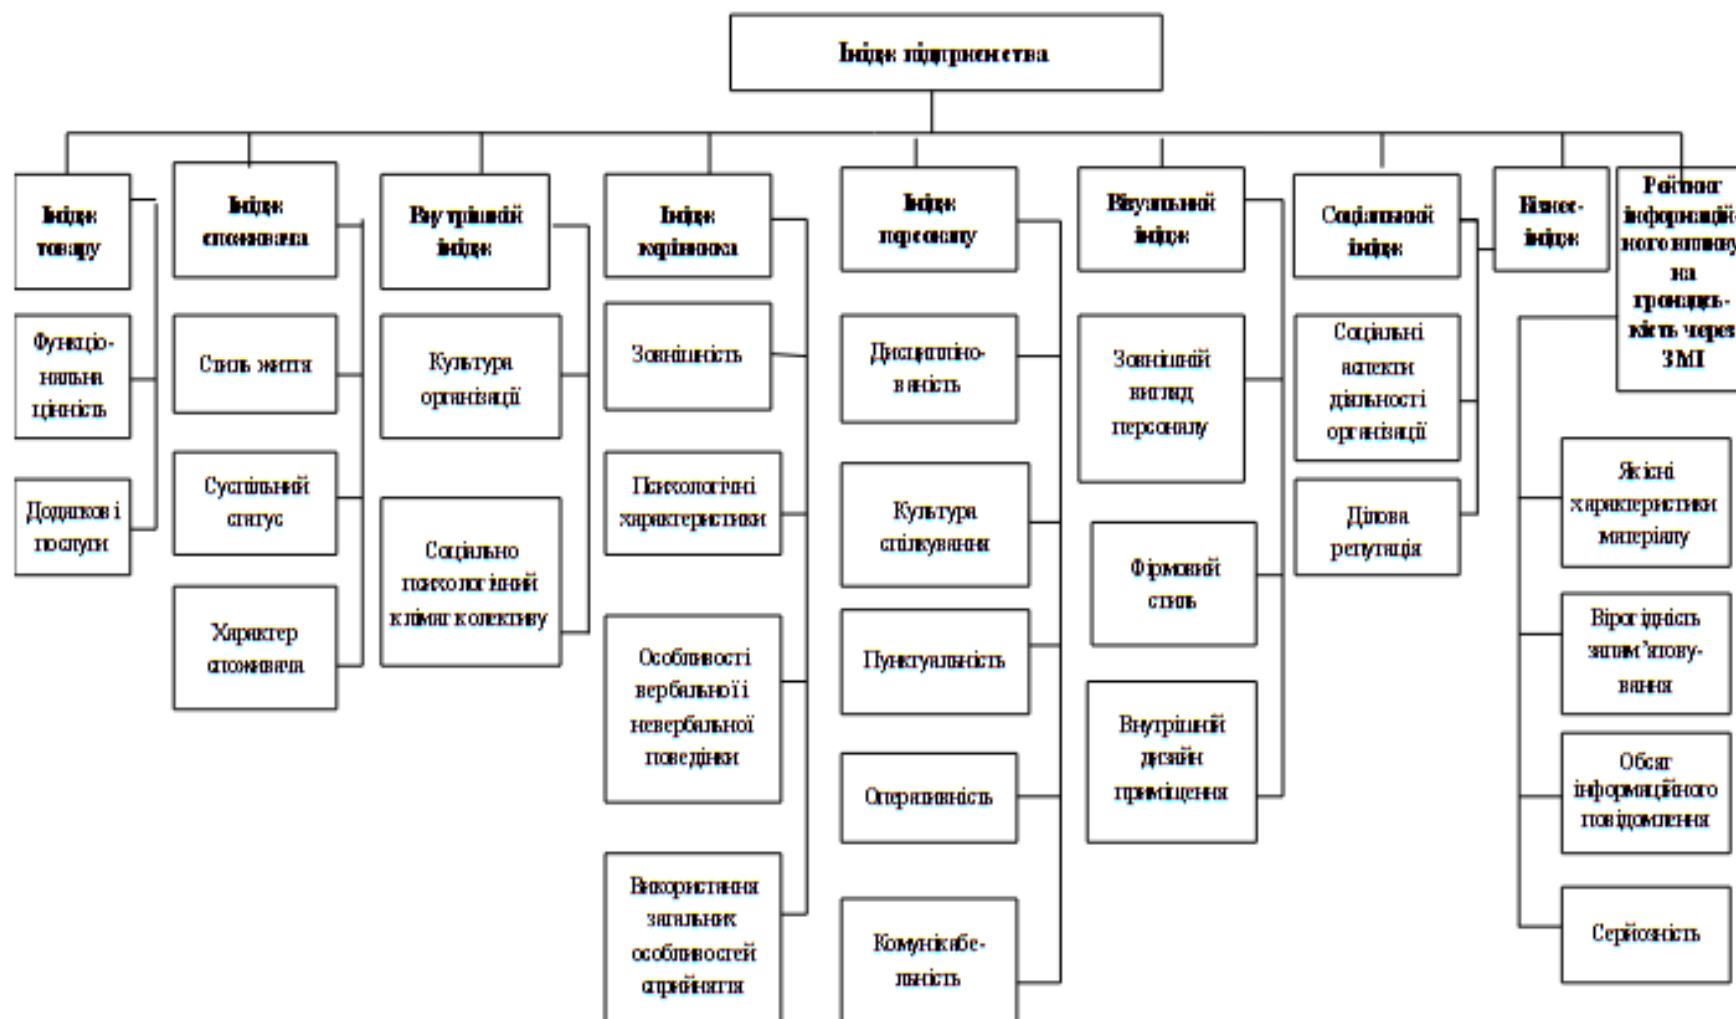 Імідж підприємства
Імідж
товару
Функціо-
нальна
цінність
Додаткові
послуги
Імідж
споживача
Стиль життя
Суспільний
статус
Характер
споживача
Внутрішній
імідж
Культура
організації
Соціально
психологічний
клімат колективу
Імідж
керівника
Зовнішність
Психологічні
характеристики
Особливості
вербальної і
невербальної
поведінки
Використання
загальних
особливостей
сприйняття
Імідж
персоналу
Дисципліно-
ваність
Культура
спілкування
Пунктуальність
Оперативність
Комунікабе-
льність
Візуальний
імідж
Зовнішній
вигляд
персоналу
Фірмовий
стиль
Внутрішній
дизайн
приміщення
Соціальний
імідж
Соціальні
аспекти
діяльності
організації
Ділова
репутація
Бізнес-
імідж
Рейтинг
інформацій-
ного впливу
на
громадсь-
кість через
ЗМІ
Якісні
характеристики
матеріалу
Вірогідність
запам’ятову-
вання
Обсяг
інформаційного
повідомлення
Серйозність